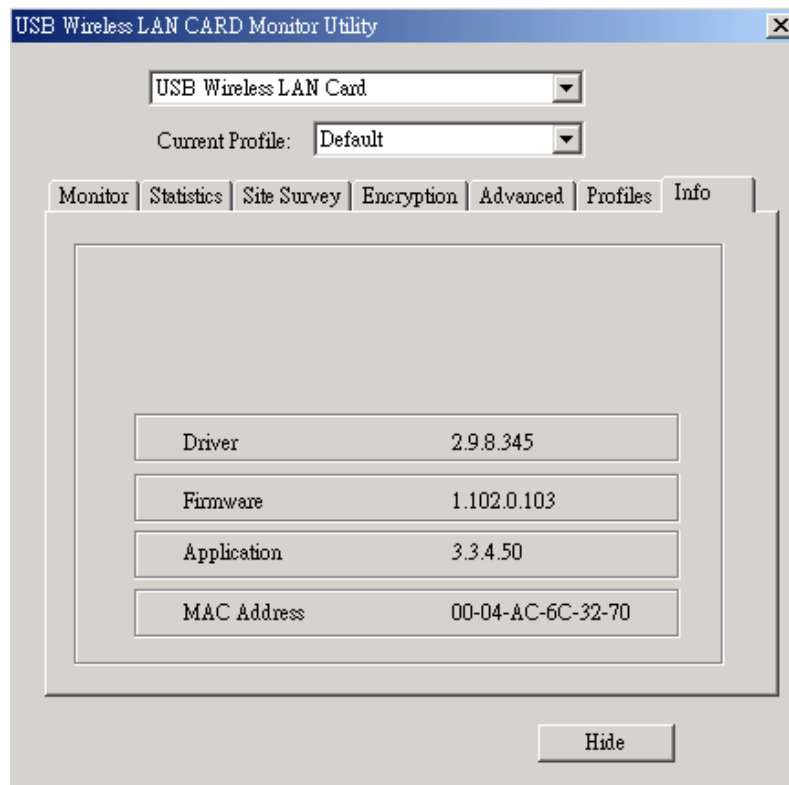 USB Wireless LAN CARD Monitor Utility
USB Wireless LAN Card
Current Profile: Default
Monitor Statistics Site Survey Encryption Advanced Profiles Info
Driver 2.9.8.345
Firmware 1.102.0.103
Application 3.3.4.50
MAC Address 00-04-AC-6C-32-70
Hide